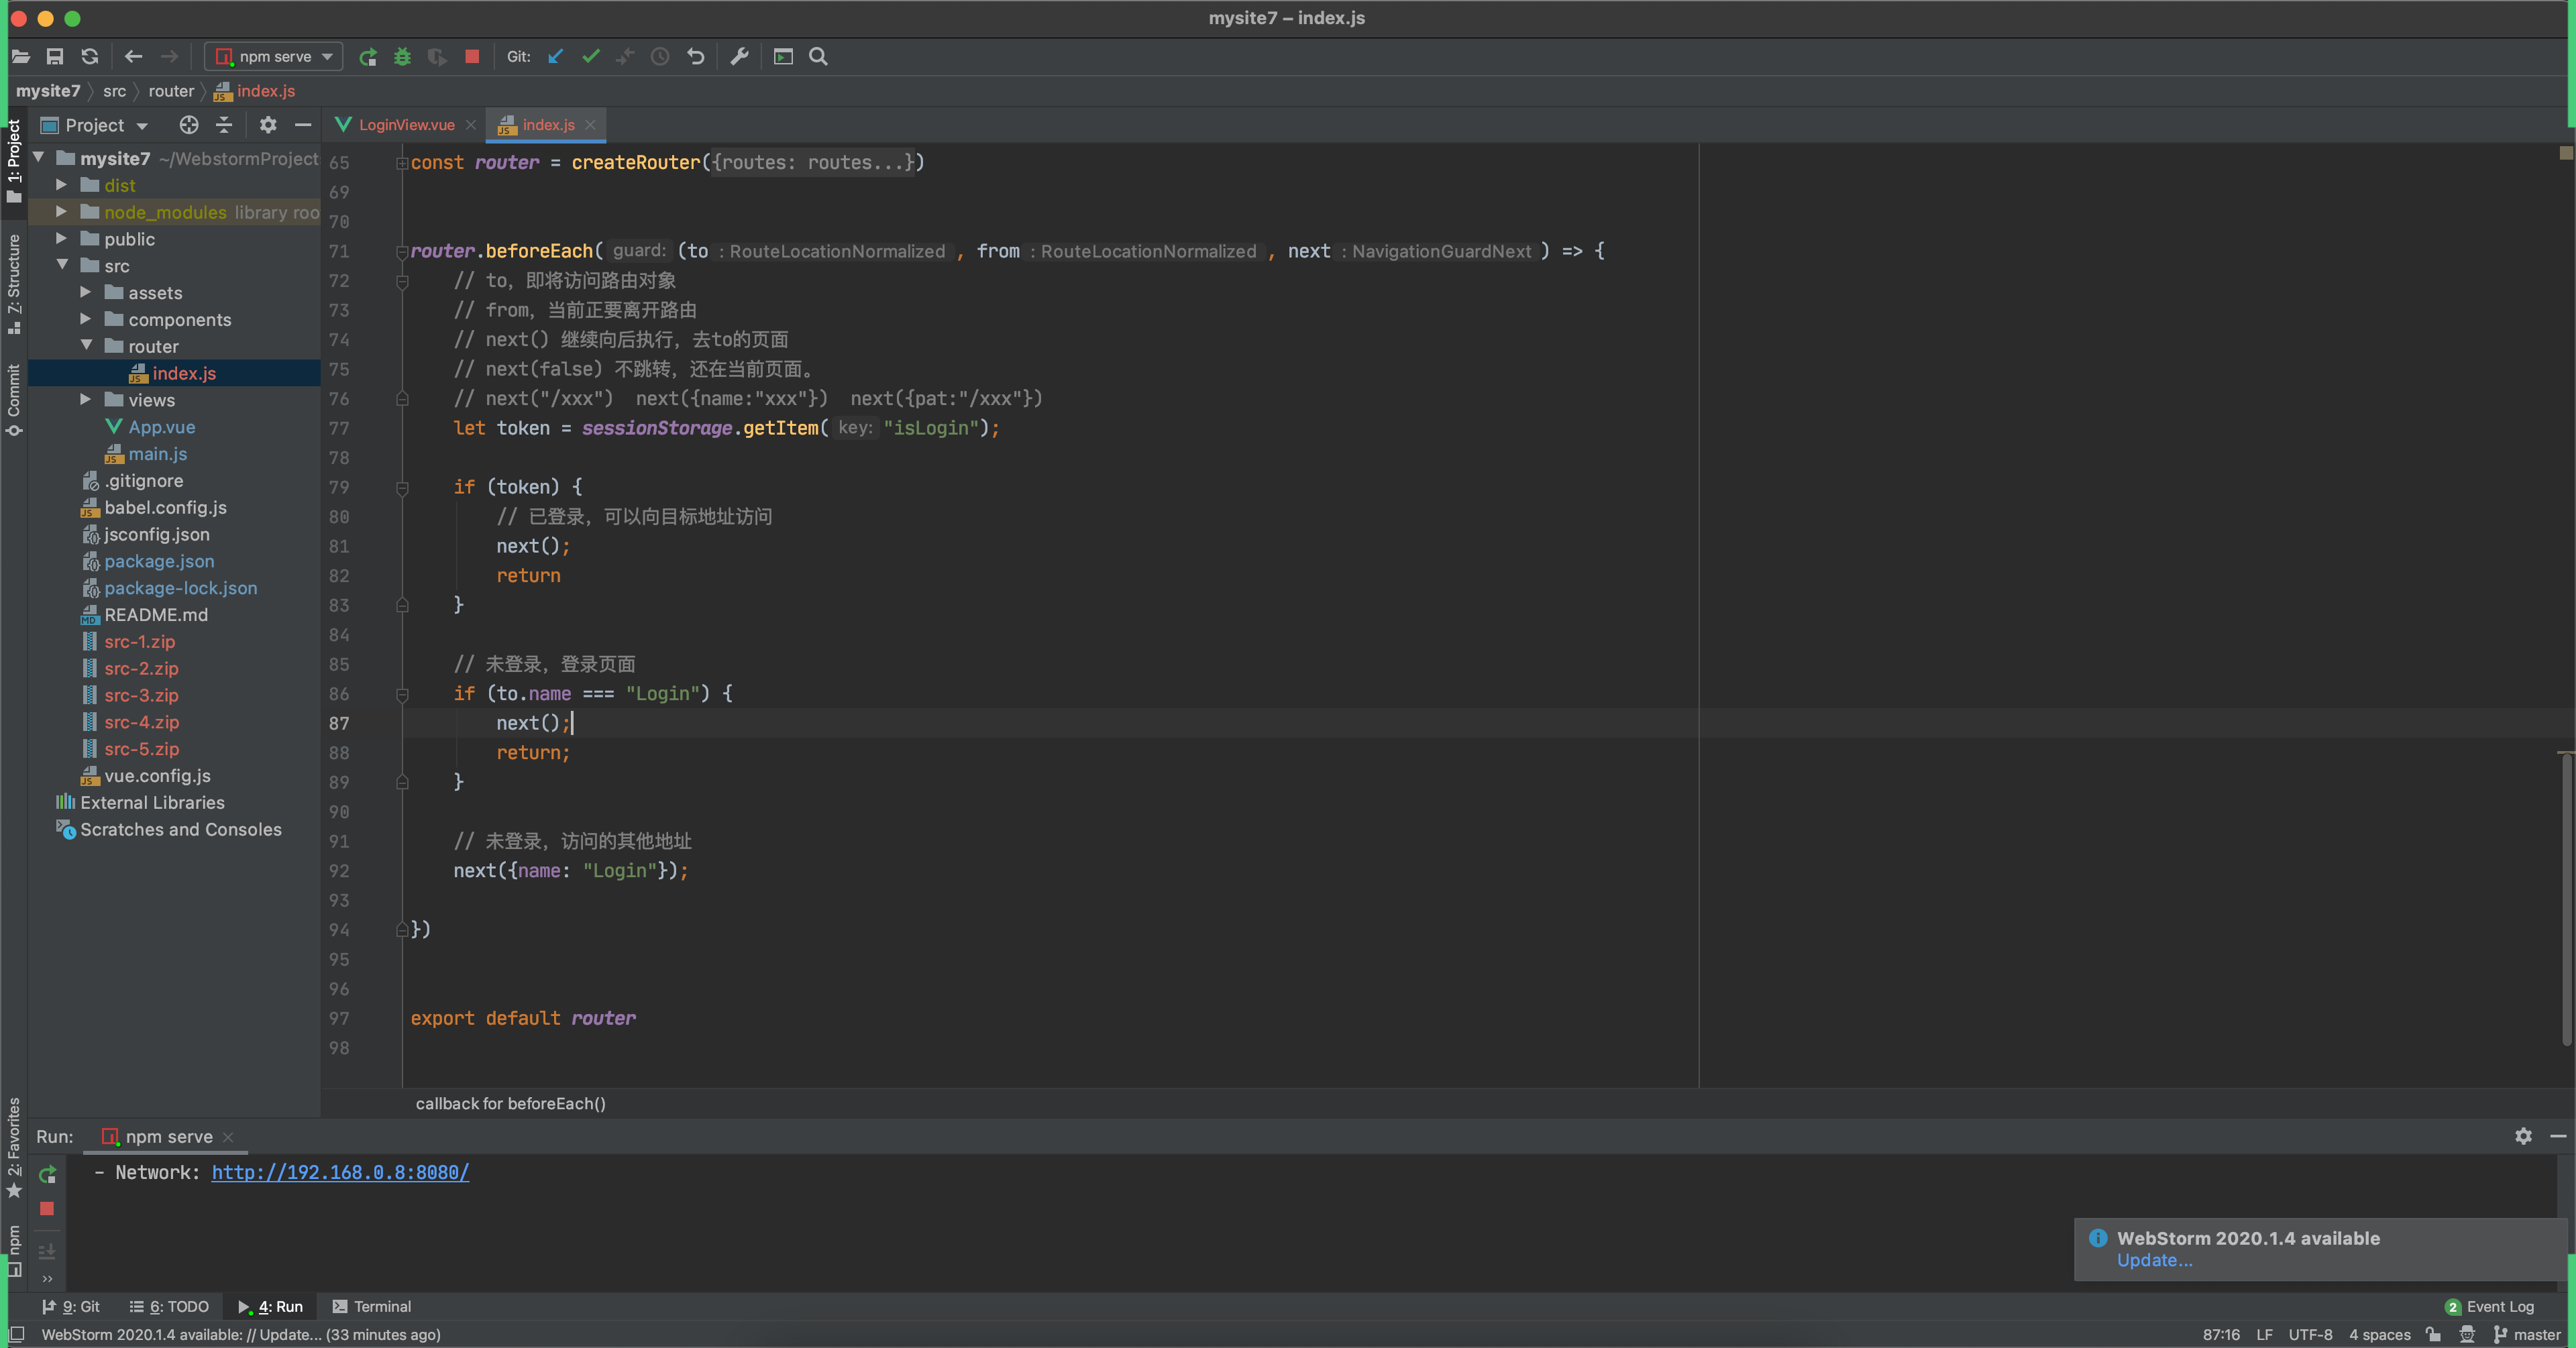 mysite7 – index.js
npm serve
Git:
mysite7 src router index.js
1: Project
Z: Structure
Commit
2: Favorites
npm
Project
LoginView.vue
index.js
mysite7 ~/WebstormProject
dist
node_modules library roo
public
src
assets
components
router
index.js
views
App.vue
main.js
.gitignore
babel.config.js
jsconfig.json
package.json
package-lock.json
README.md
src-1.zip
src-2.zip
src-3.zip
src-4.zip
src-5.zip
vue.config.js
External Libraries
Scratches and Consoles
65 const router = createRouter({routes: routes...})
69
70
71 router.beforeEach( guard: (to : RouteLocationNormalized , from : RouteLocationNormalized , next : NavigationGuardNext ) => {
72 // to，即将访问路由对象
73 // from，当前正要离开路由
74 // next() 继续向后执行，去to的页面
75 // next(false) 不跳转，还在当前页面。
76 // next("/xxx")  next({name:"xxx"})  next({pat:"/xxx"})
77 let token = sessionStorage.getItem( key: "isLogin");
78
79 if (token) {
80 // 已登录，可以向目标地址访问
81 next();
82 return
83 }
84
85 // 未登录，登录页面
86 if (to.name === "Login") {
87 next();
88 return;
89 }
90
91 // 未登录，访问的其他地址
92 next({name: "Login"});
93
94 })
95
96
97 export default router
98
callback for beforeEach()
Run: npm serve
- Network: http://192.168.0.8:8080/
WebStorm 2020.1.4 available
Update...
9: Git 6: TODO 4: Run Terminal
2 Event Log
WebStorm 2020.1.4 available: // Update... (33 minutes ago)
87:16 LF UTF-8 4 spaces master